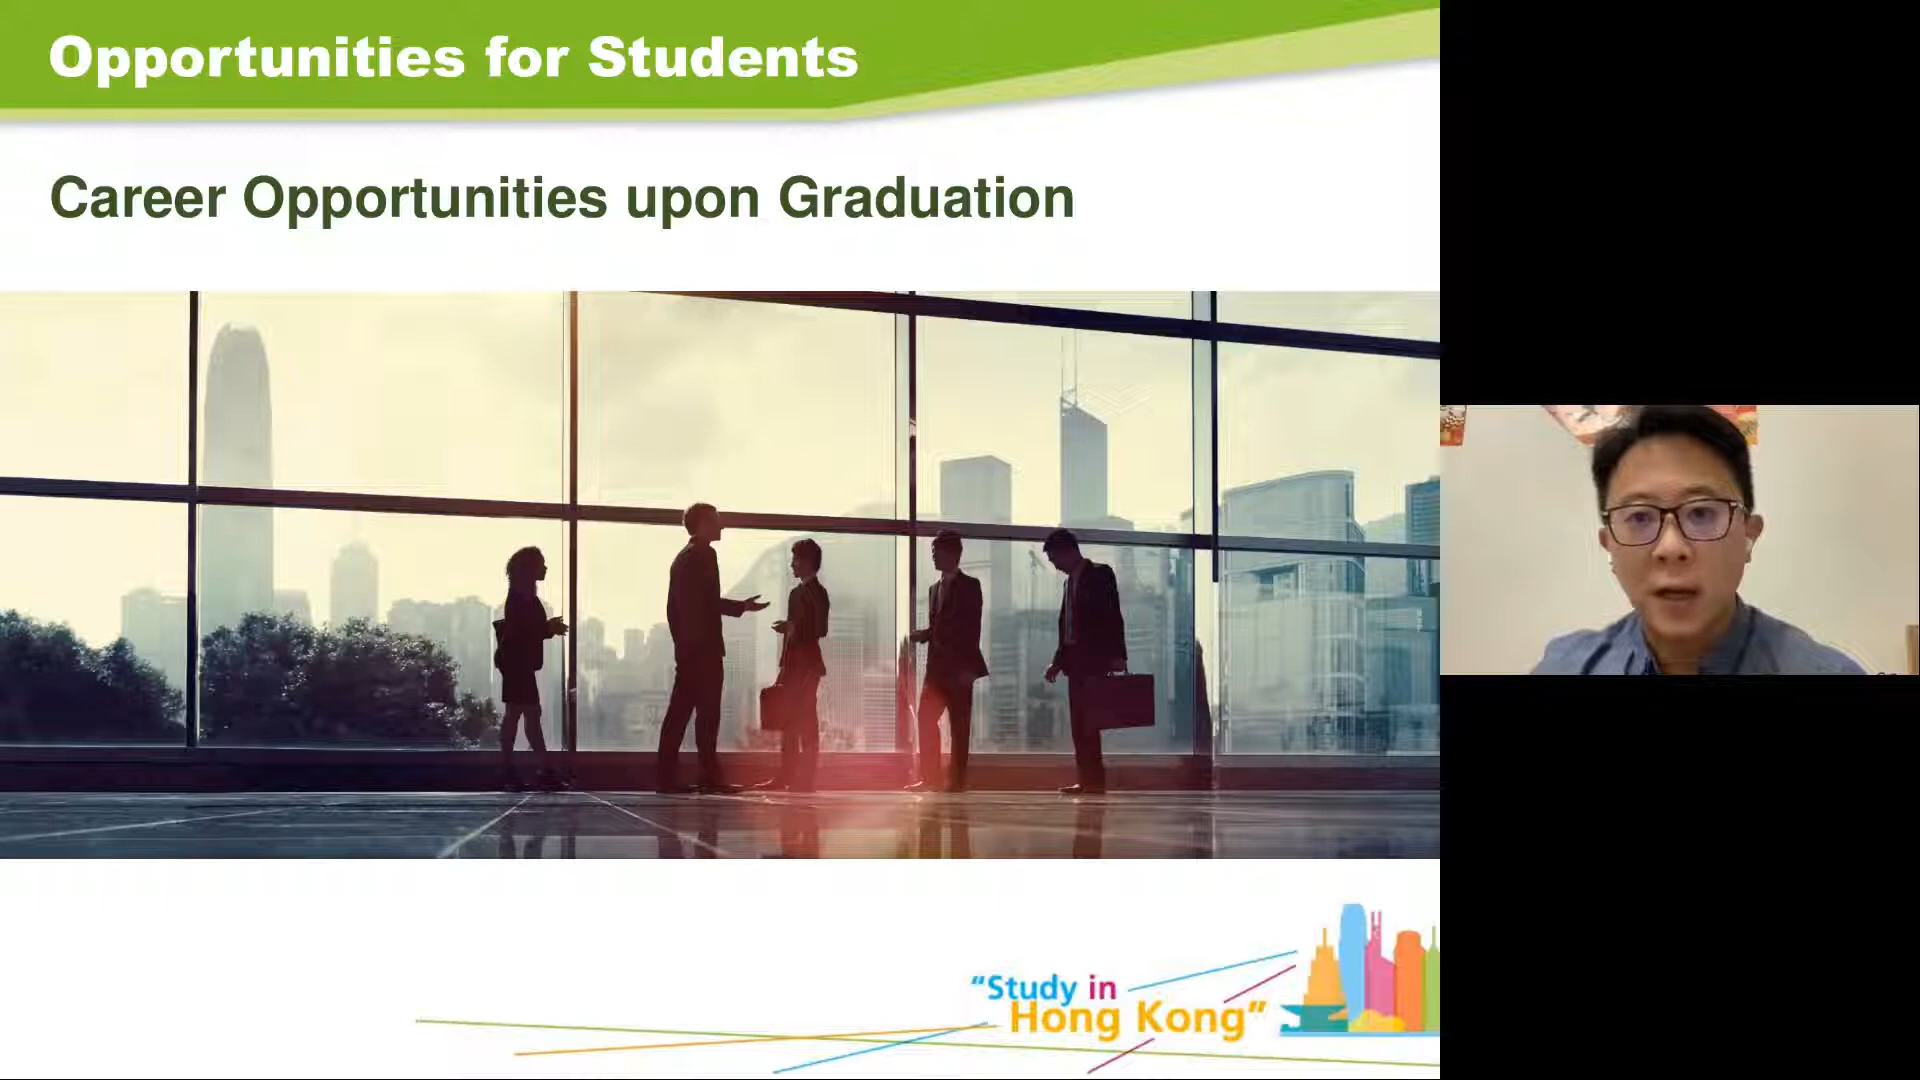 Opportunities for Students
Career Opportunities upon Graduation
“Study in
Hong Kong”